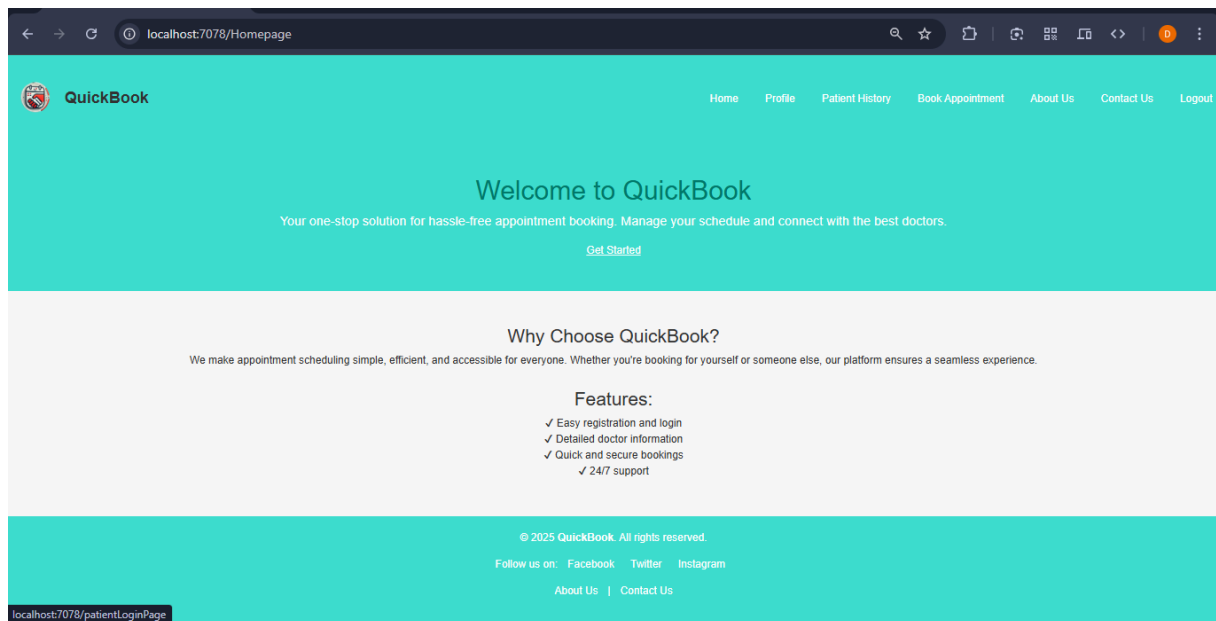 localhost:7078/Homepage
D
QuickBook
Home Profile Patient History Book Appointment About Us Contact Us Logout
Welcome to QuickBook
Your one-stop solution for hassle-free appointment booking. Manage your schedule and connect with the best doctors.
Get Started
Why Choose QuickBook?
We make appointment scheduling simple, efficient, and accessible for everyone. Whether you're booking for yourself or someone else, our platform ensures a seamless experience.
Features:
✓ Easy registration and login
✓ Detailed doctor information
✓ Quick and secure bookings
✓ 24/7 support
© 2025 QuickBook. All rights reserved.
Follow us on: Facebook Twitter Instagram
About Us | Contact Us
localhost:7078/patientLoginPage